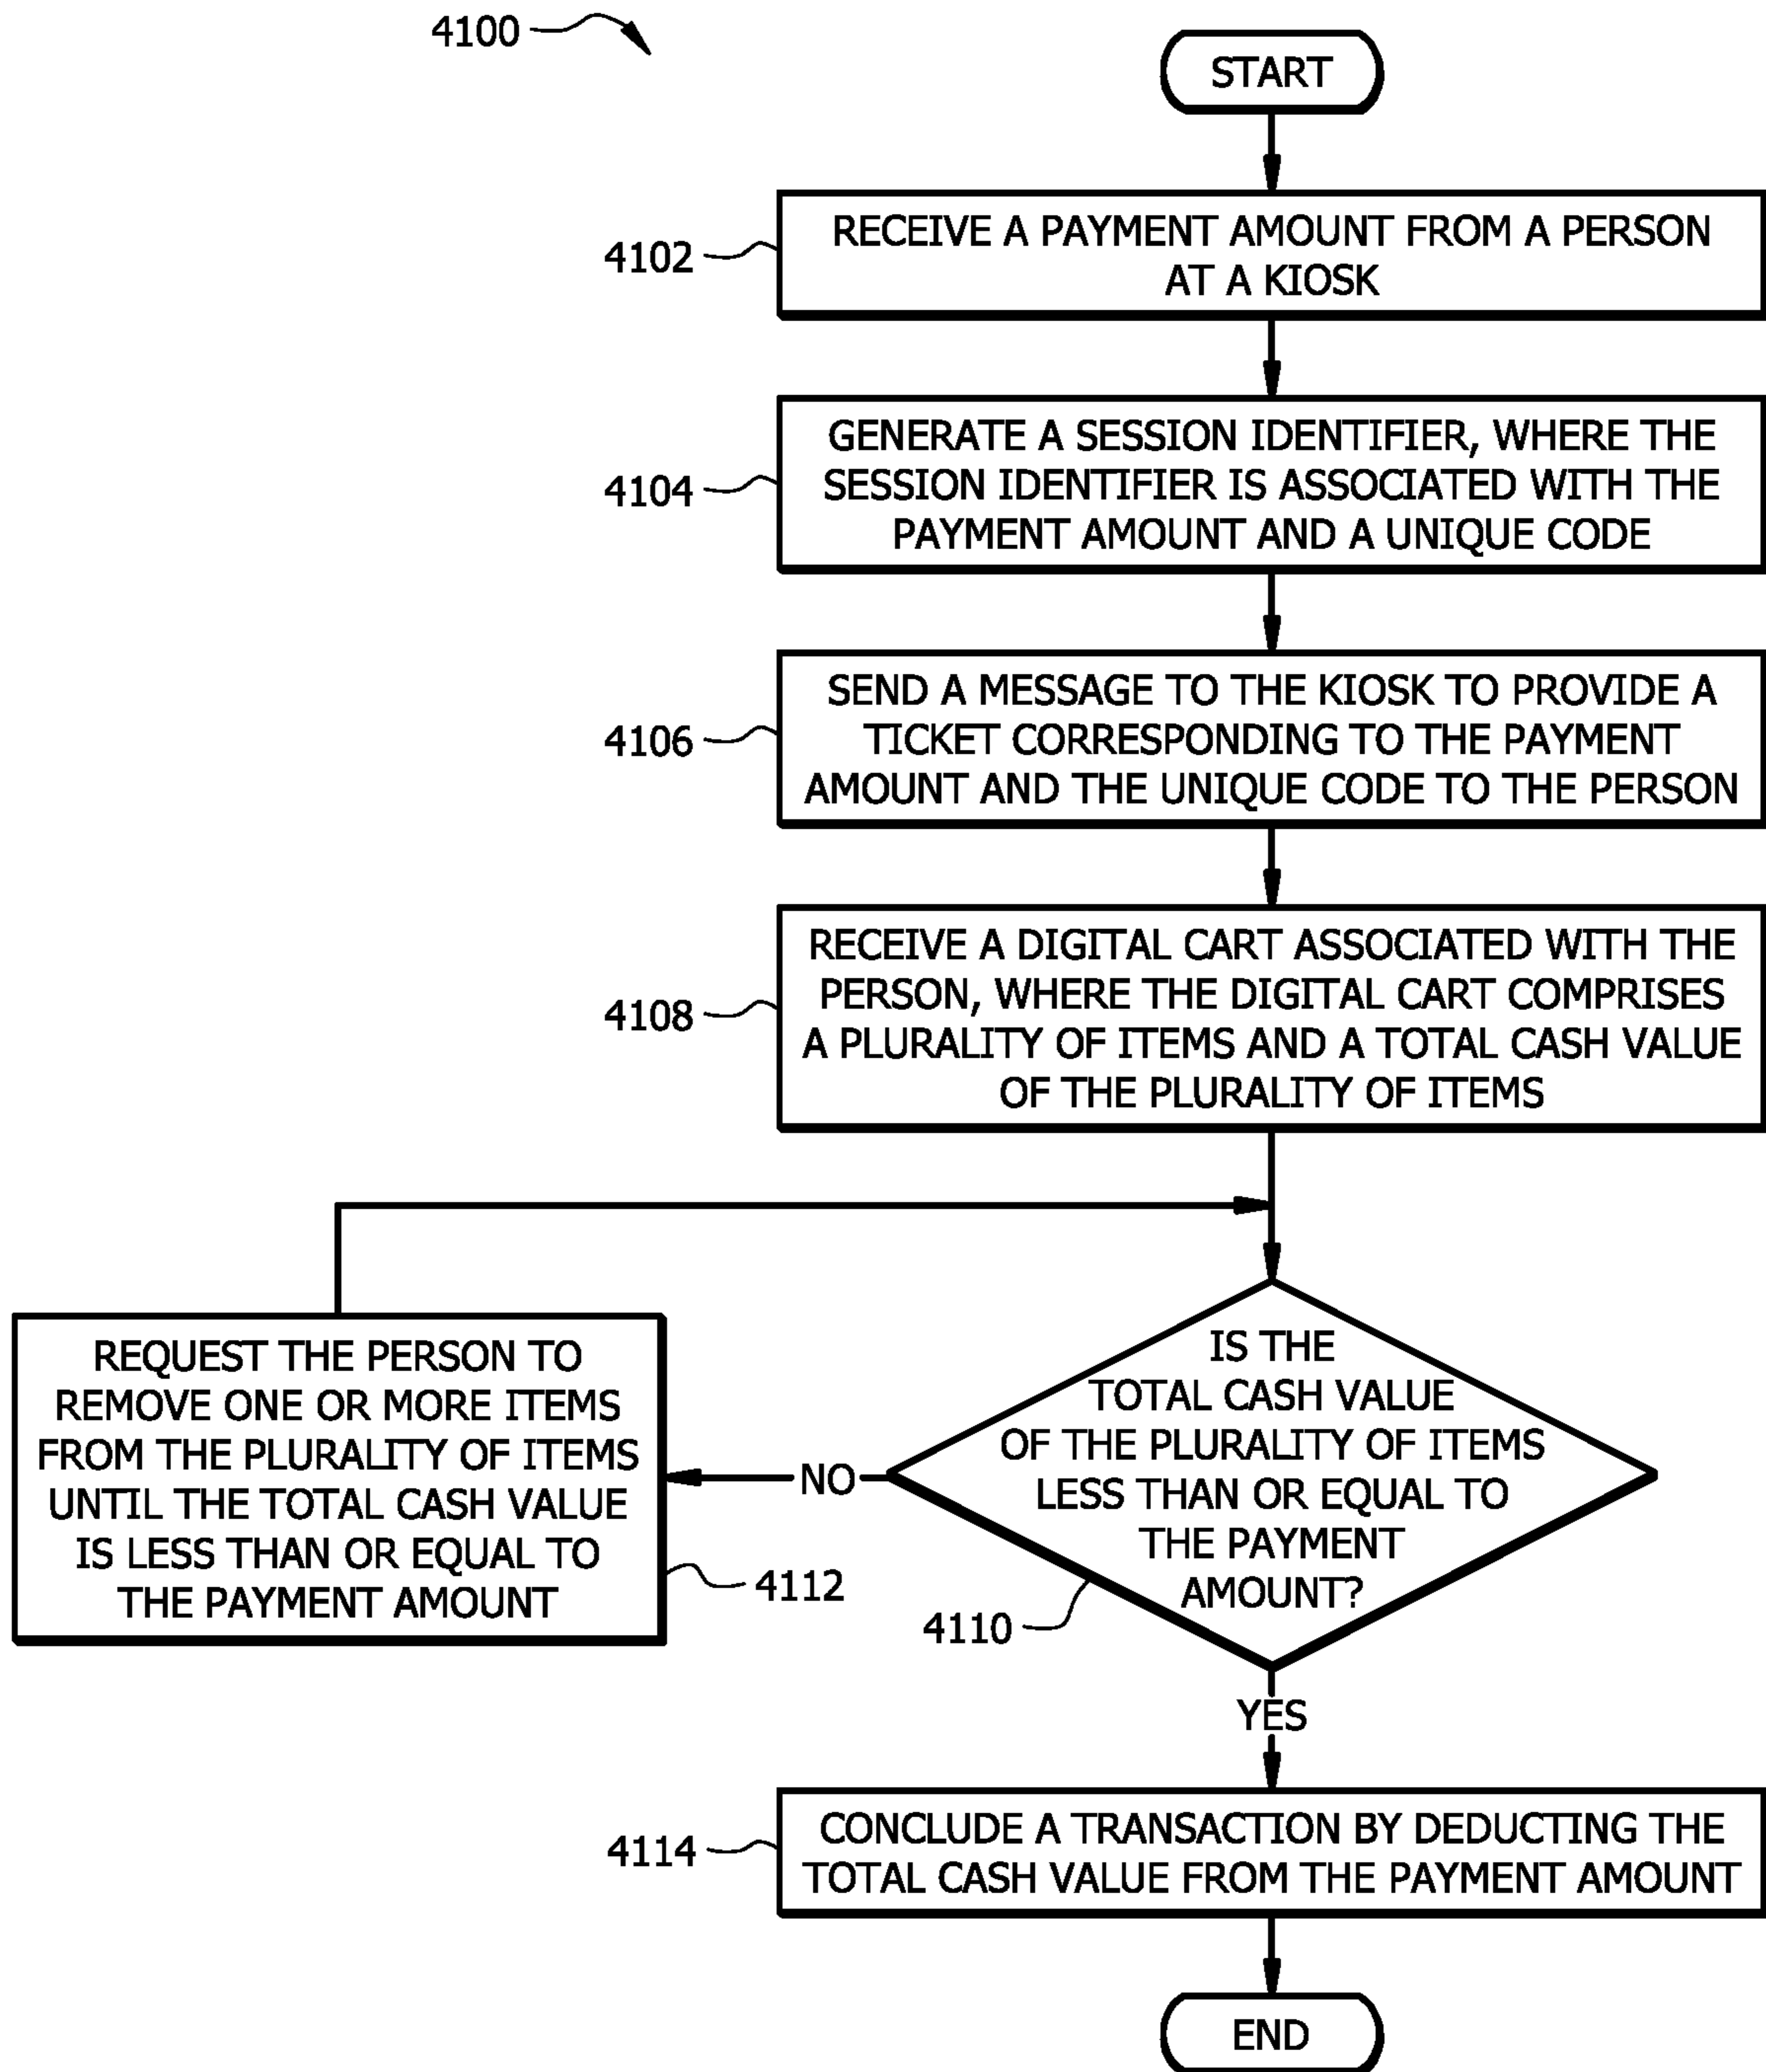 4100
START
4102
RECEIVE A PAYMENT AMOUNT FROM A PERSON
AT A KIOSK
4104
GENERATE A SESSION IDENTIFIER, WHERE THE
SESSION IDENTIFIER IS ASSOCIATED WITH THE
PAYMENT AMOUNT AND A UNIQUE CODE
4106
SEND A MESSAGE TO THE KIOSK TO PROVIDE A
TICKET CORRESPONDING TO THE PAYMENT
AMOUNT AND THE UNIQUE CODE TO THE PERSON
4108
RECEIVE A DIGITAL CART ASSOCIATED WITH THE
PERSON, WHERE THE DIGITAL CART COMPRISES
A PLURALITY OF ITEMS AND A TOTAL CASH VALUE
OF THE PLURALITY OF ITEMS
IS THE
TOTAL CASH VALUE
OF THE PLURALITY OF ITEMS
LESS THAN OR EQUAL TO
THE PAYMENT
AMOUNT?
4110
NO
REQUEST THE PERSON TO
REMOVE ONE OR MORE ITEMS
FROM THE PLURALITY OF ITEMS
UNTIL THE TOTAL CASH VALUE
IS LESS THAN OR EQUAL TO
THE PAYMENT AMOUNT
4112
YES
4114
CONCLUDE A TRANSACTION BY DEDUCTING THE
TOTAL CASH VALUE FROM THE PAYMENT AMOUNT
END